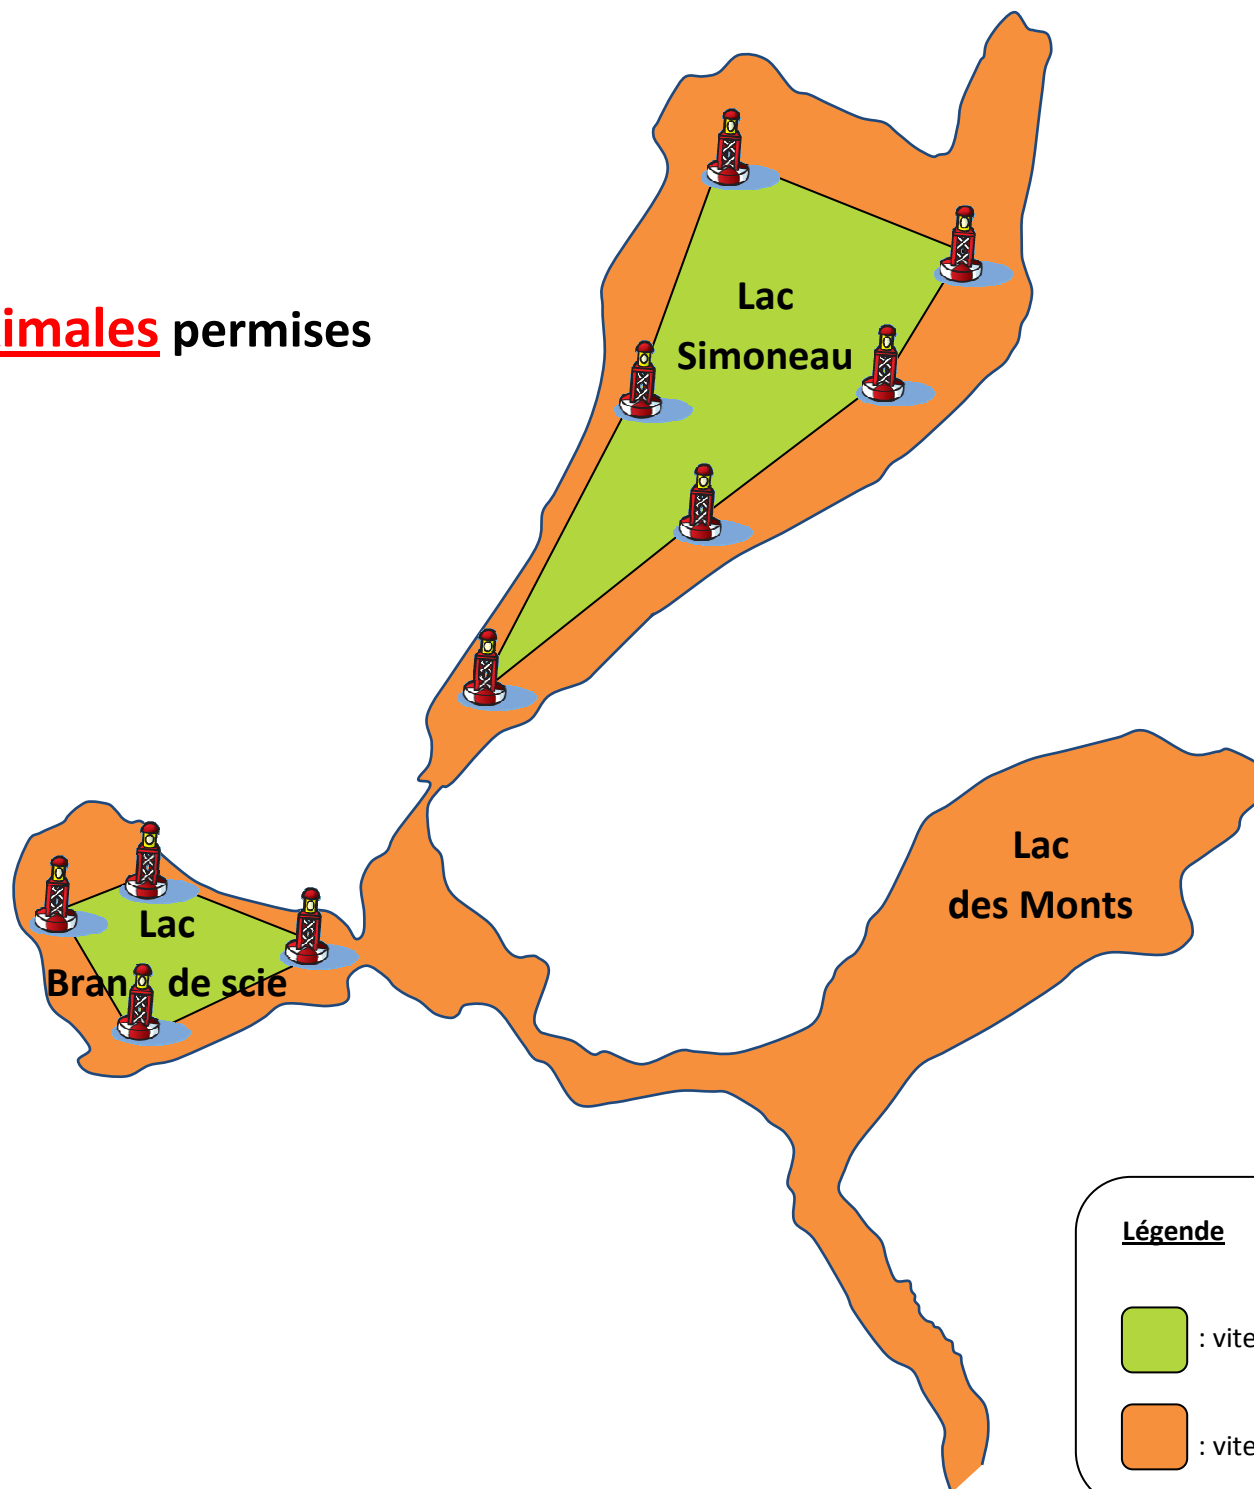 imales permises
Lac
Simoneau
Lac
des Monts
Lac
Bran de scie
Légende
: vite
: vite